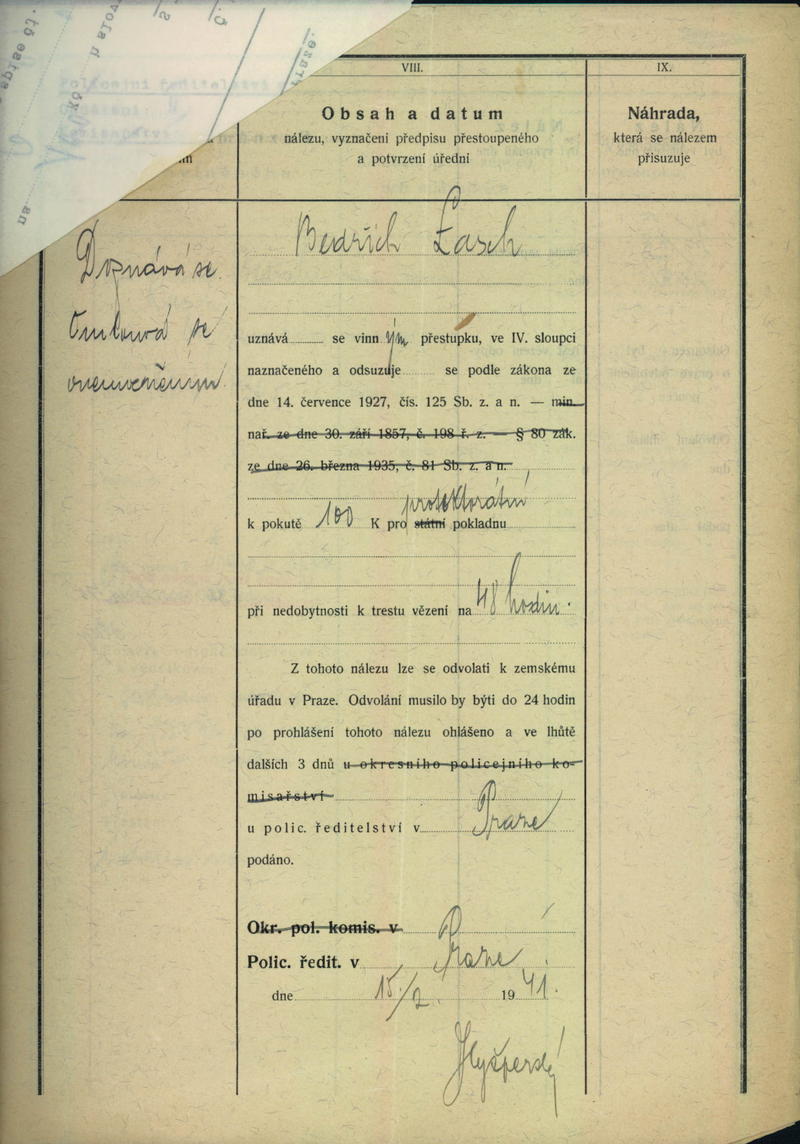 VIII.
IX.
Obsah a datum
nálezu, vyznačení předpisu přestoupeného
a potvrzení úřední
Náhrada,
která se nálezem
přisuzuje
Doznává se.
Omlouvá se
onemocněním
Bedřich Lasch
uznává se vinným přestupku, ve IV. sloupci
naznačeného a odsuzuje se podle zákona ze
dne 14. července 1927, čís. 125 Sb. z. a n. — min.
nař. ze dne 30. září 1857, č. 198 ř. z. — § 80 zák.
ze dne 26. března 1935, č. 81 Sb. z. a n.
protektorátní
k pokutě 100 K pro státní pokladnu
při nedobytnosti k trestu vězení na 48 hodin.
Z tohoto nálezu lze se odvolati k zemskému
úřadu v Praze. Odvolání musilo by býti do 24 hodin
po prohlášení tohoto nálezu ohlášeno a ve lhůtě
dalších 3 dnů u okresního policejního ko-
misařství
u polic. ředitelství v Praze
podáno.
Okr. pol. komis. v
Polic. ředit. v Praze
dne 15/2. 1941.